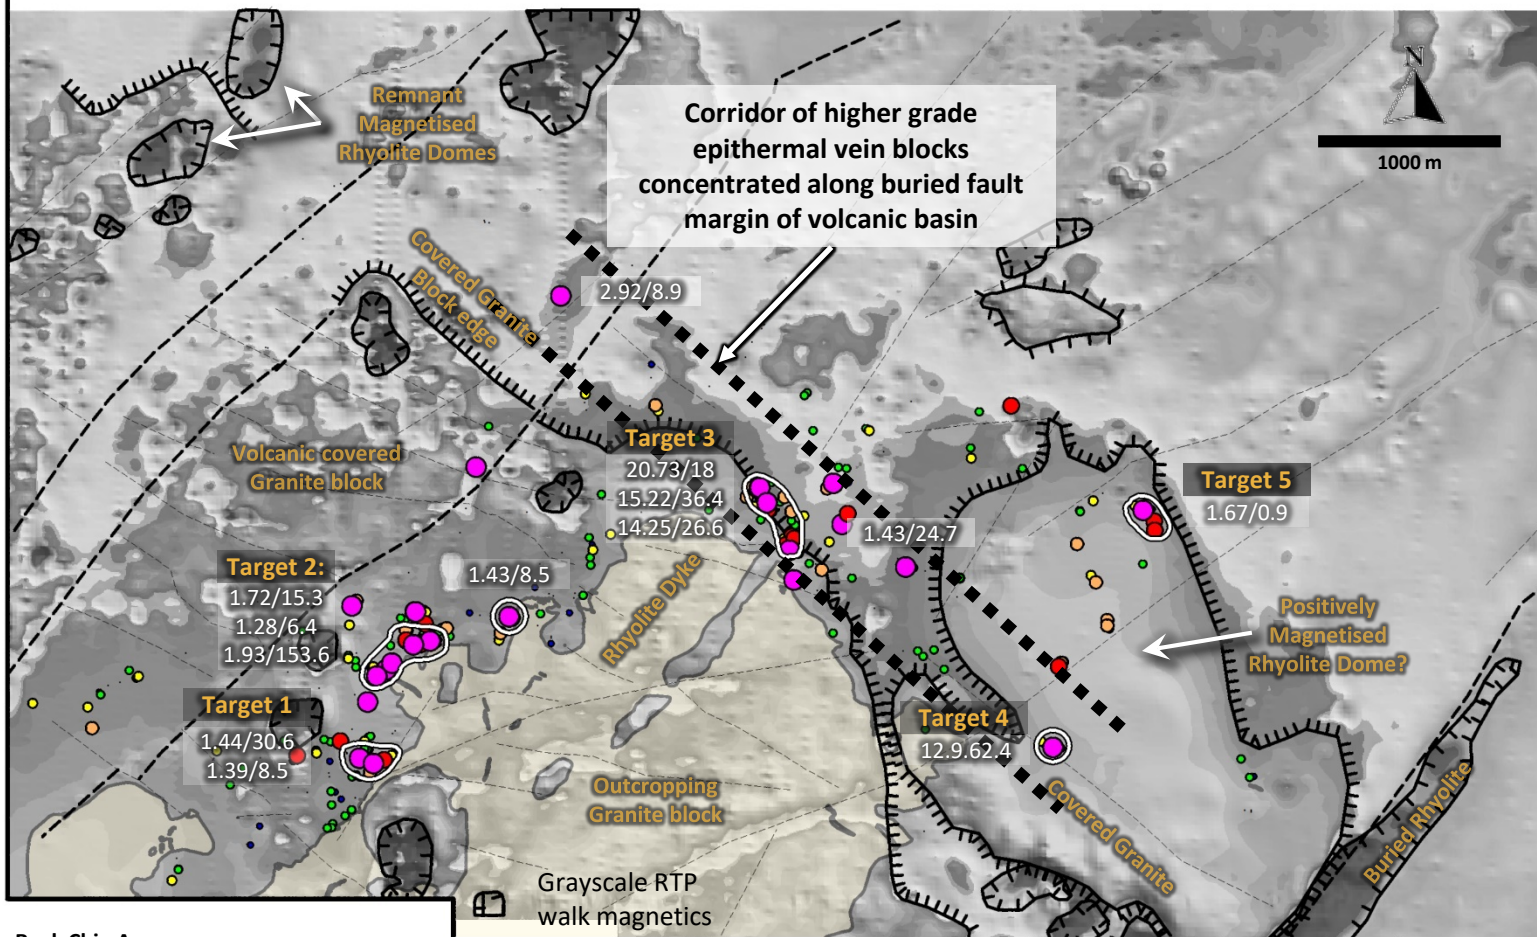 Remnant
Magnetised
Rhyolite Domes
Corridor of higher grade
epithermal vein blocks
concentrated along buried fault
margin of volcanic basin
N
1000 m
Covered Granite
Block edge
2.92/8.9
Volcanic covered
Granite block
Target 3
20.73/18
15.22/36.4
14.25/26.6
1.43/24.7
Target 5
1.67/0.9
Target 2:
1.72/15.3
1.28/6.4
1.93/153.6
1.43/8.5
Rhyolite Dyke
Positively
Magnetised
Rhyolite Dome?
Target 1
1.44/30.6
1.39/8.5
Target 4
12.9.62.4
Outcropping
Granite block
Covered Granite
Buried Rhyolite
Grayscale RTP
walk magnetics